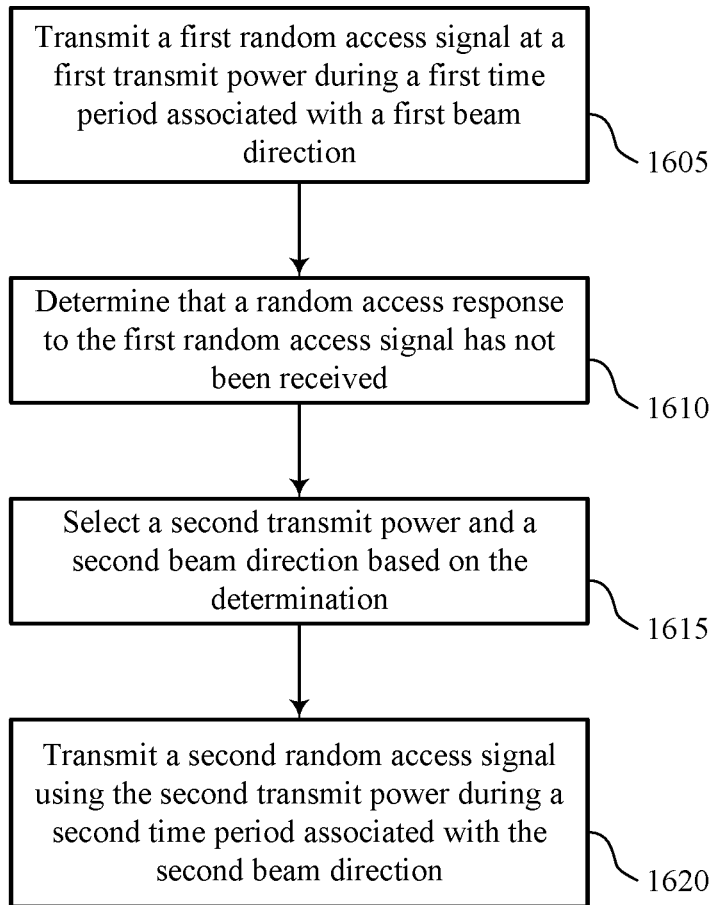 Transmit a first random access signal at a
first transmit power during a first time
period associated with a first beam
direction
1605
Determine that a random access response
to the first random access signal has not
been received
1610
Select a second transmit power and a
second beam direction based on the
determination
1615
Transmit a second random access signal
using the second transmit power during a
second time period associated with the
second beam direction
1620